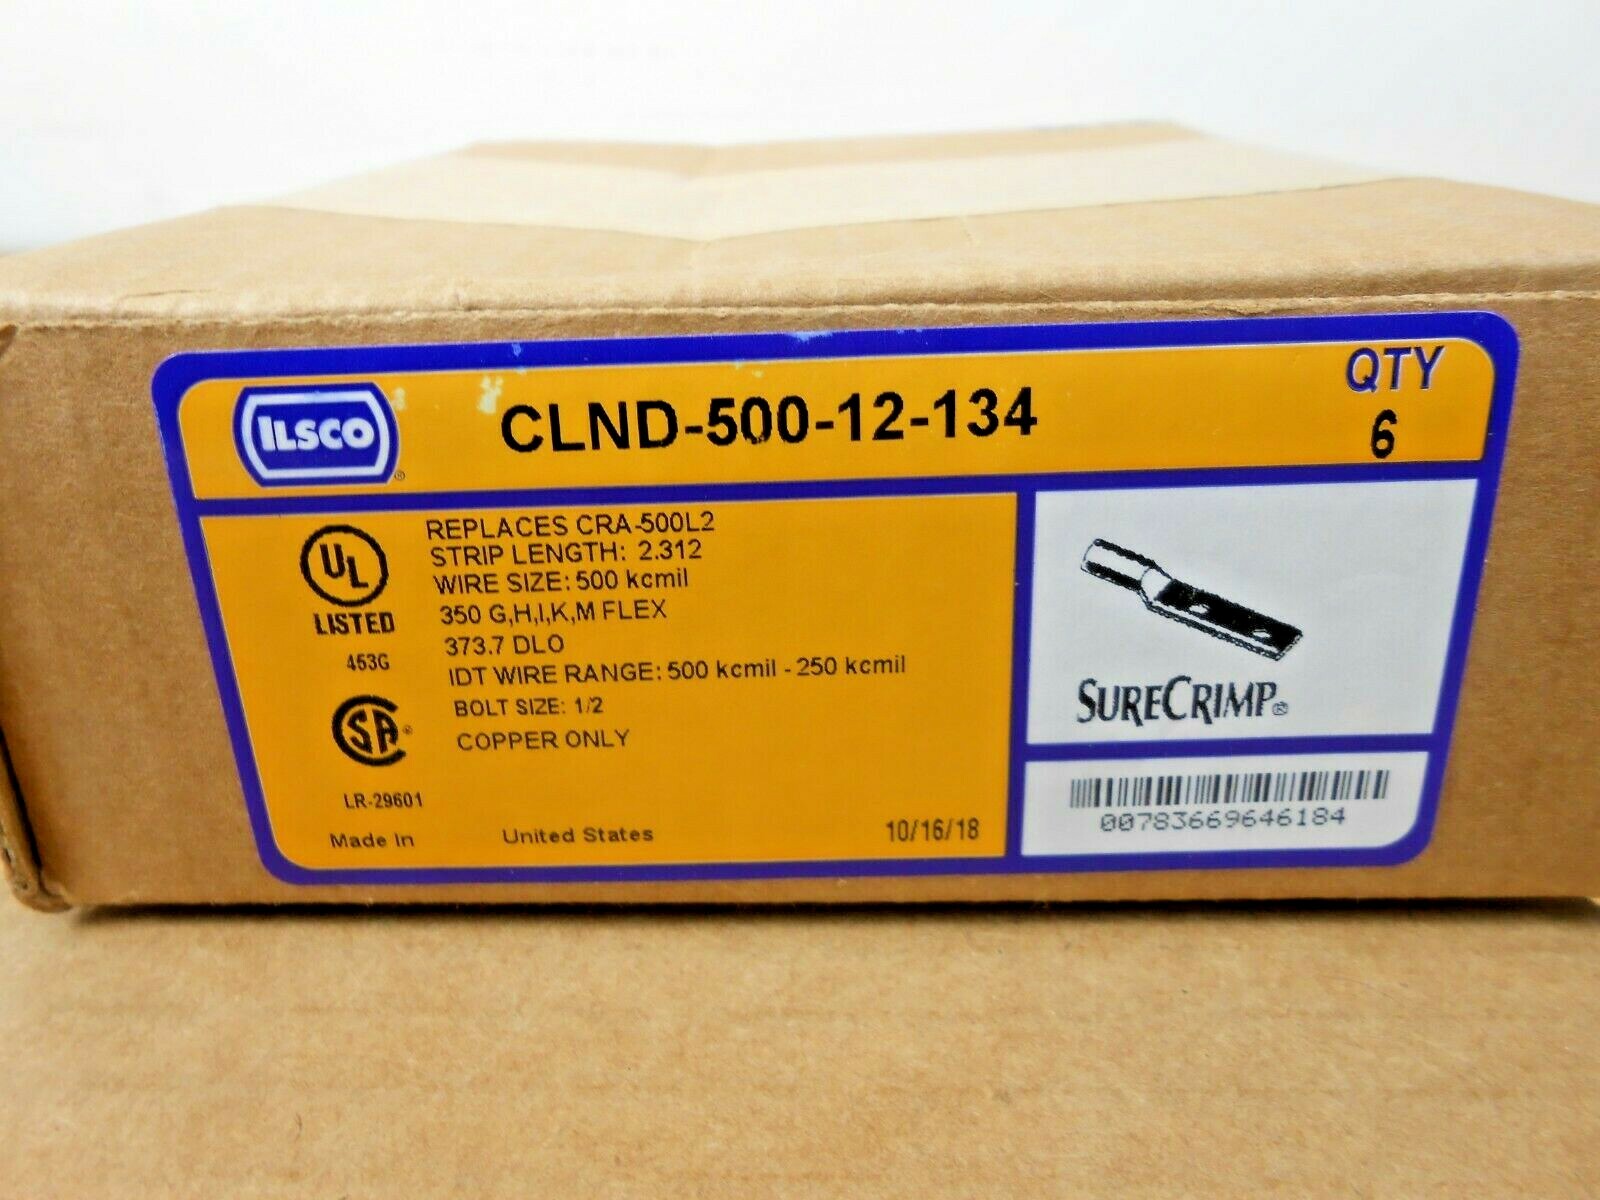 ILSCO®
CLND-500-12-134
QTY
6
UL
LISTED
453G
REPLACES CRA-500L2
STRIP LENGTH: 2.312
WIRE SIZE: 500 kcmil
350 G,H,I,K,M FLEX
373.7 DLO
IDT WIRE RANGE: 500 kcmil - 250 kcmil
BOLT SIZE: 1/2
COPPER ONLY
SA®
LR-29601
Made In United States 10/16/18
SURECRIMP®
00783669646184